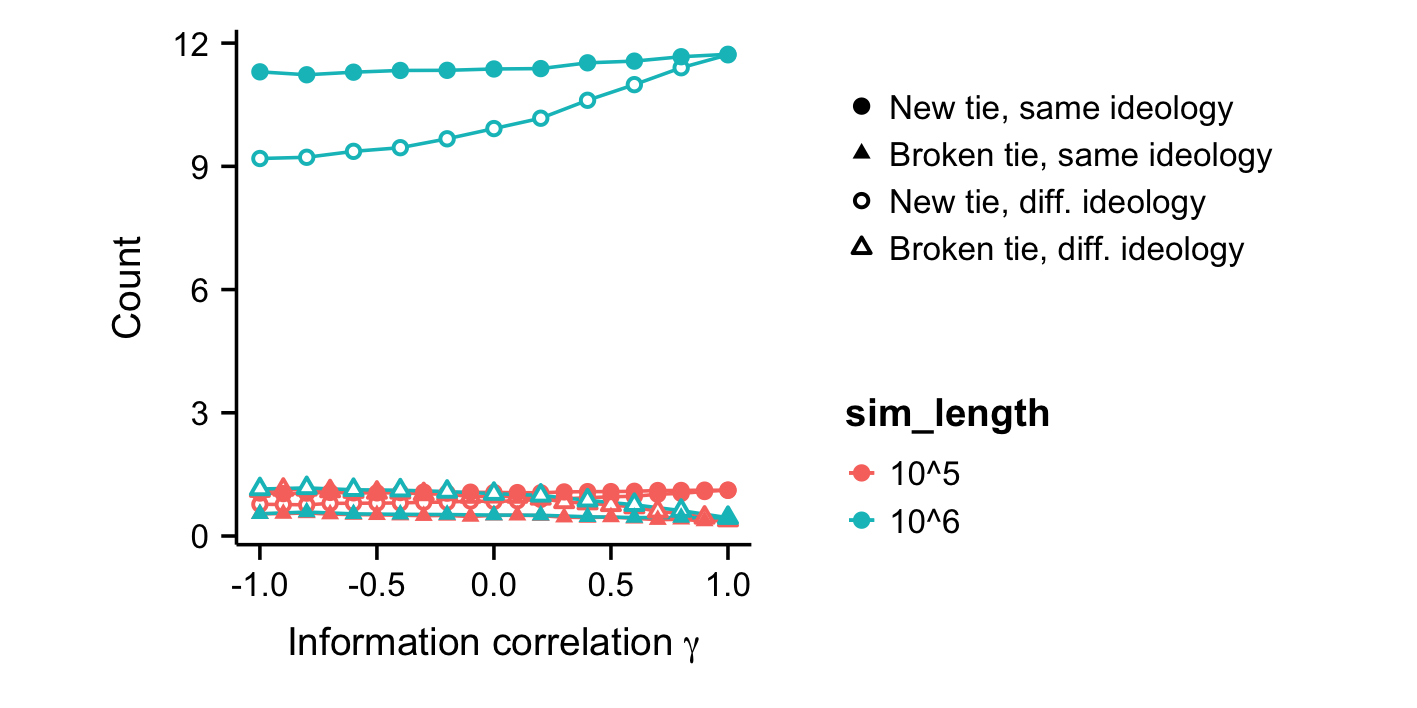 12
9
6
3
0
Count
-1.0 -0.5 0.0 0.5 1.0
Information correlation γ
New tie, same ideology
Broken tie, same ideology
New tie, diff. ideology
Broken tie, diff. ideology
sim_length
10^5
10^6